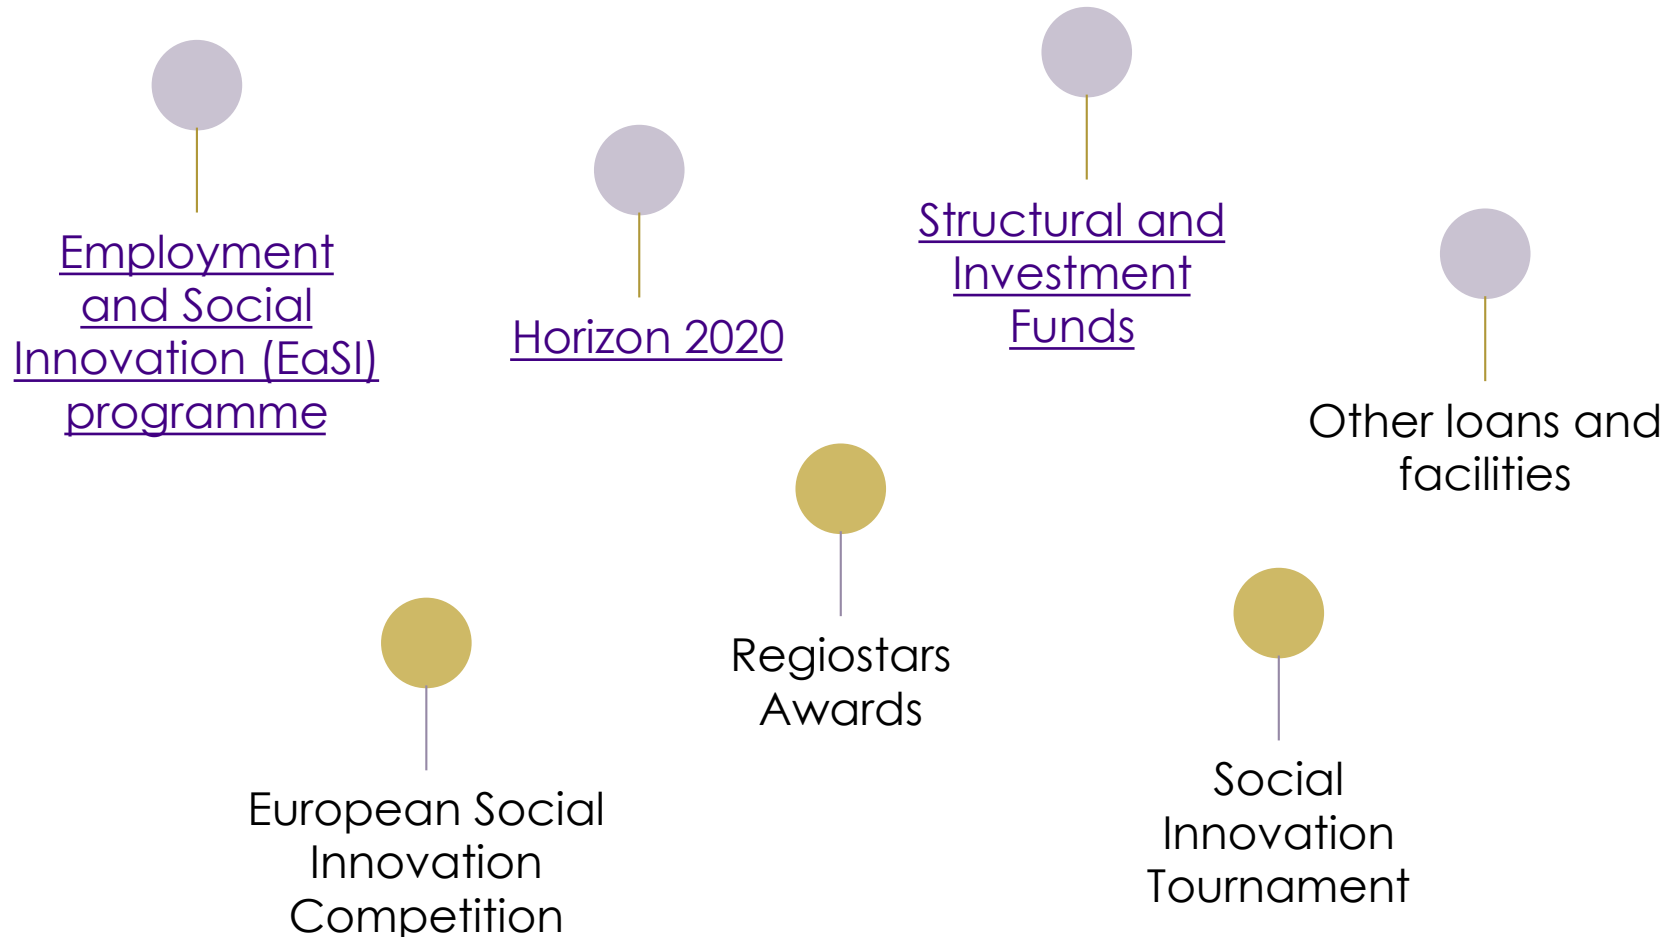 Employment
and Social
Innovation (EaSI)
programme
Horizon 2020
Structural and
Investment
Funds
Other loans and
facilities
European Social
Innovation
Competition
Regiostars
Awards
Social
Innovation
Tournament